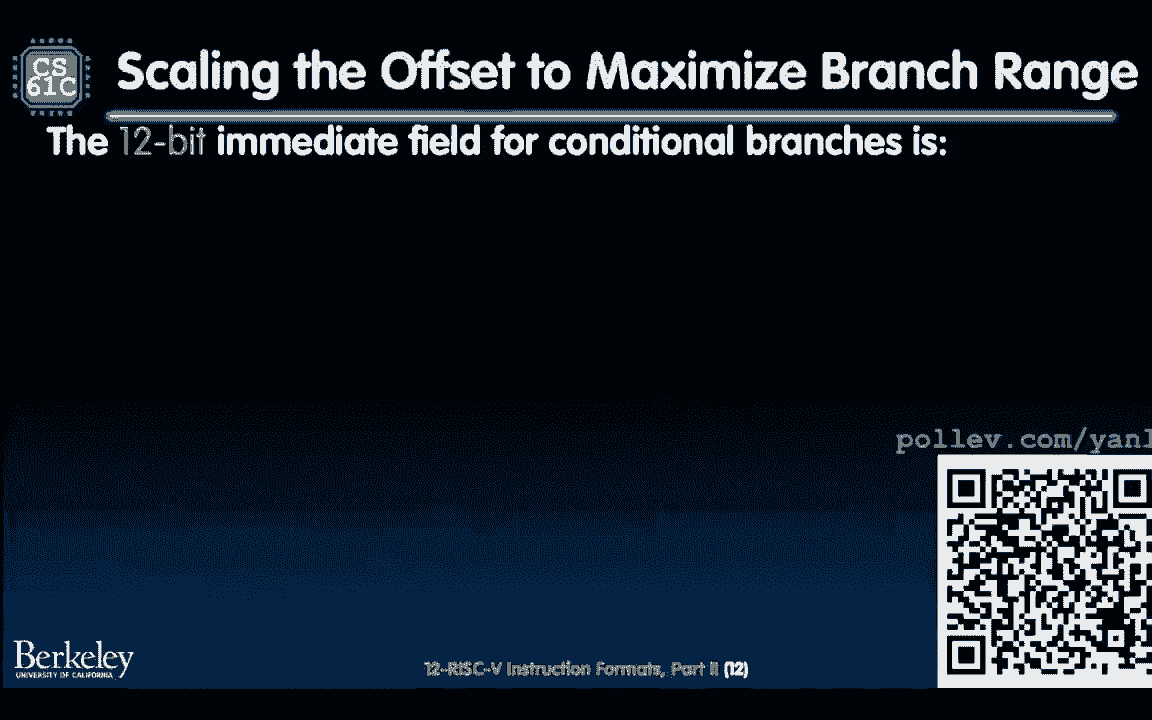 CS
61C
Scaling the Offset to Maximize Branch Range
The 12-bit immediate field for conditional branches is:
pollev.com/yanl
Berkeley
UNIVERSITY OF CALIFORNIA
12-RISC-V Instruction Formats, Part II (12)